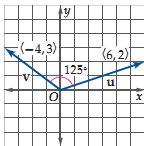 y
⟨−4, 3⟩
⟨6, 2⟩
125°
v
u
O
x